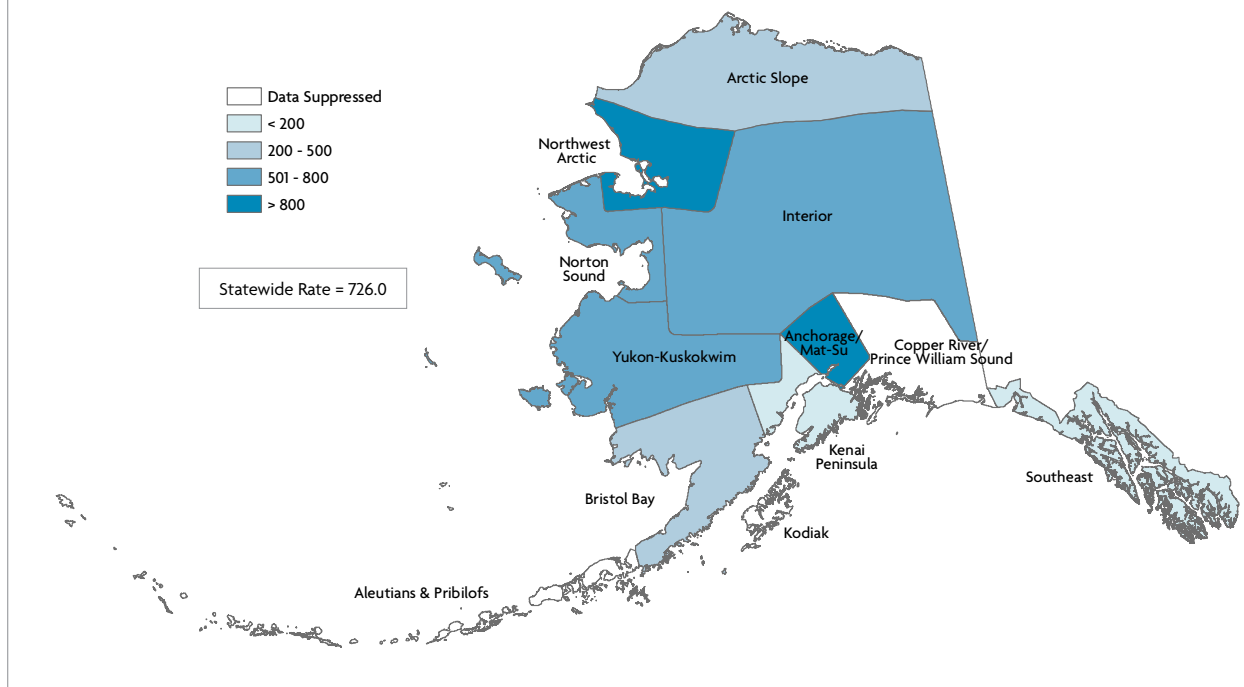 Arctic Slope
Data Suppressed
< 200
200 - 500
501 - 800
> 800
Northwest
Arctic
Interior
Norton
Sound
Statewide Rate = 726.0
Anchorage/
Mat-Su
Copper River/
Prince William Sound
Yukon-Kuskokwim
Kenai
Peninsula
Southeast
Bristol Bay
Kodiak
Aleutians & Pribilofs